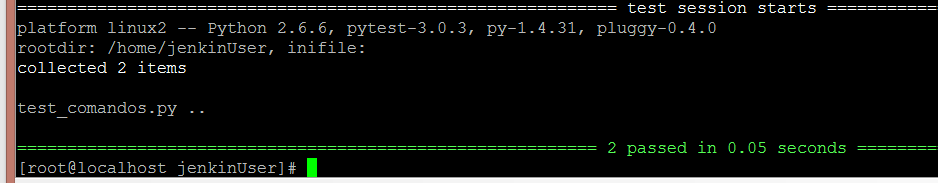 ============================================================= test session starts ===========
platform linux2 -- Python 2.6.6, pytest-3.0.3, py-1.4.31, pluggy-0.4.0
rootdir: /home/jenkinUser, inifile:
collected 2 items
test_comandos.py ..
=========================================================== 2 passed in 0.05 seconds ========
[root@localhost jenkinUser]#